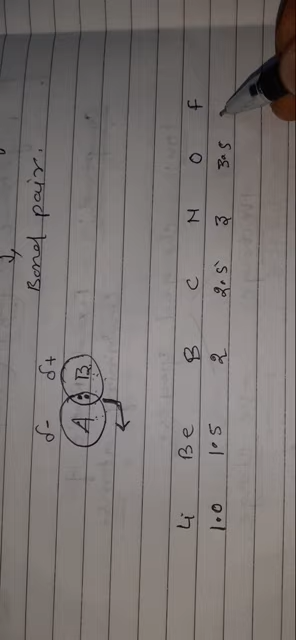 Bond pair.
δ- δ+
A : B
Li Be B C N O F
1.0 1.5 2 2.5 3 3.5